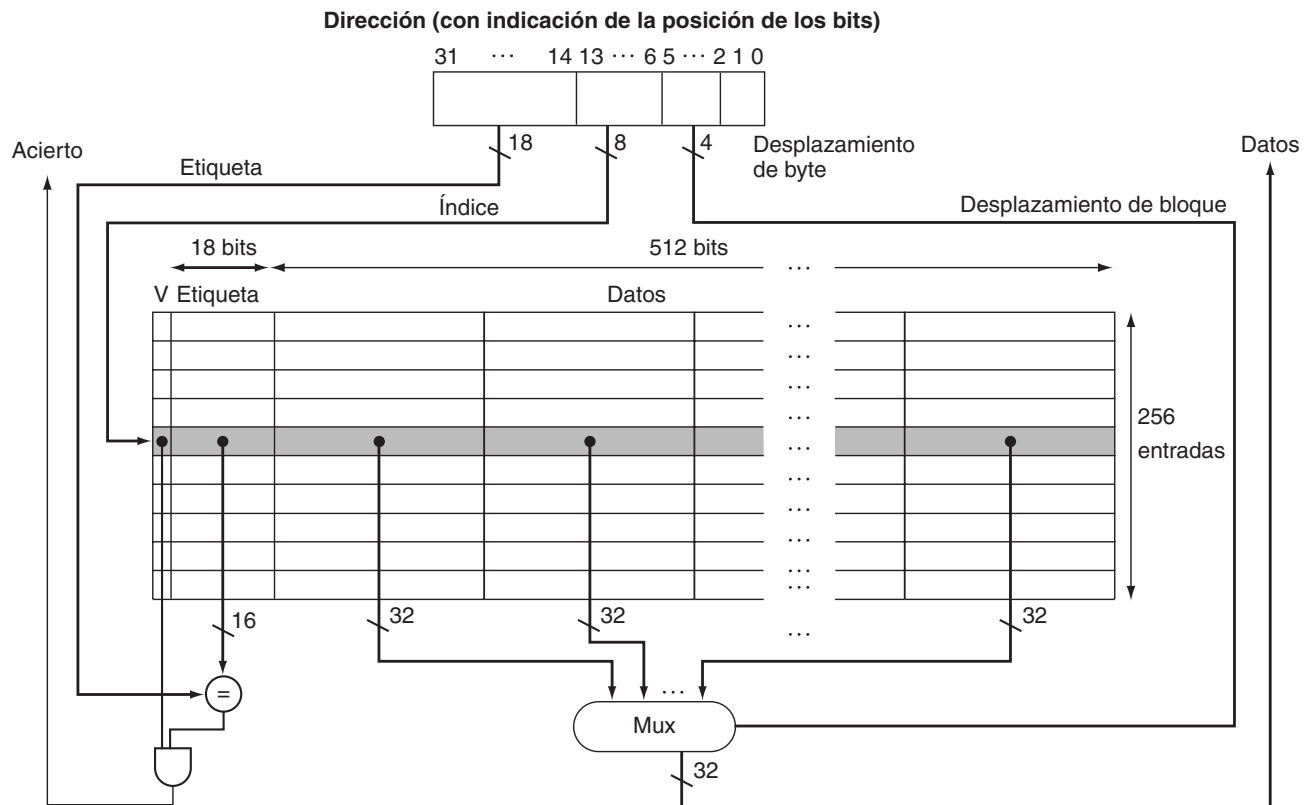 Dirección (con indicación de la posición de los bits)
31 ··· 14 13 ··· 6 5 ··· 2 1 0
18 8 4 Desplazamiento
de byte
Acierto
Datos
Etiqueta
Índice
Desplazamiento de bloque
18 bits
512 bits
...
V Etiqueta
Datos
...
...
...
...
...
...
...
...
...
...
256
entradas
16
32
32
...
32
=
...
Mux
32